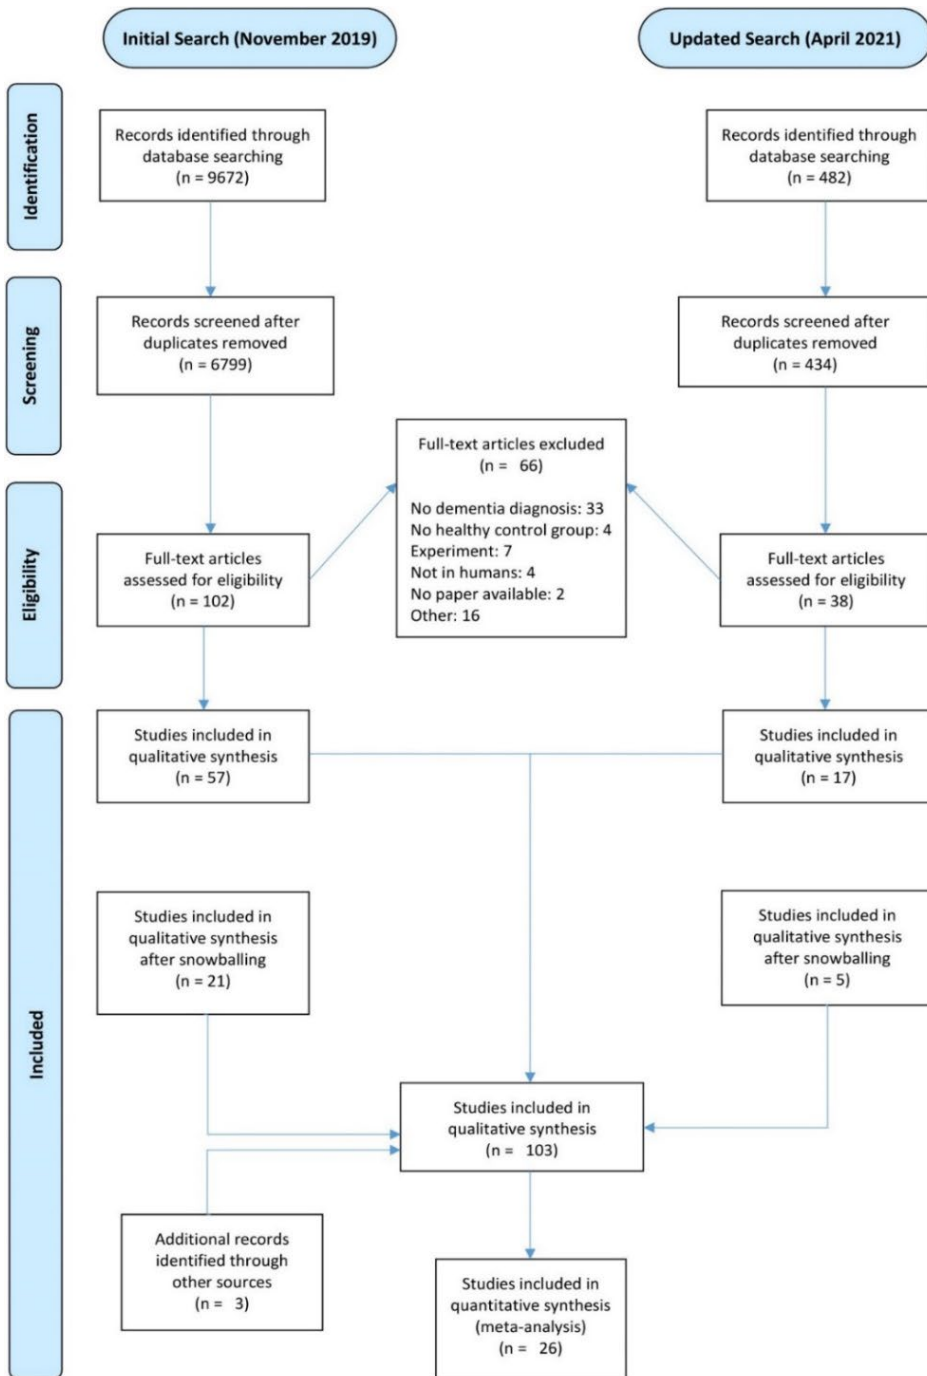 Initial Search (November 2019)
Updated Search (April 2021)
Identification
Records identified through
database searching
(n = 9672)
Records identified through
database searching
(n = 482)
Screening
Records screened after
duplicates removed
(n = 6799)
Records screened after
duplicates removed
(n = 434)
Full-text articles excluded
(n = 66)
No dementia diagnosis: 33
No healthy control group: 4
Experiment: 7
Not in humans: 4
No paper available: 2
Other: 16
Eligibility
Full-text articles
assessed for eligibility
(n = 102)
Full-text articles
assessed for eligibility
(n = 38)
Included
Studies included in
qualitative synthesis
(n = 57)
Studies included in
qualitative synthesis
(n = 17)
Studies included in
qualitative synthesis
after snowballing
(n = 21)
Studies included in
qualitative synthesis
after snowballing
(n = 5)
Studies included in
qualitative synthesis
(n = 103)
Additional records
identified through
other sources
(n = 3)
Studies included in
quantitative synthesis
(meta-analysis)
(n = 26)